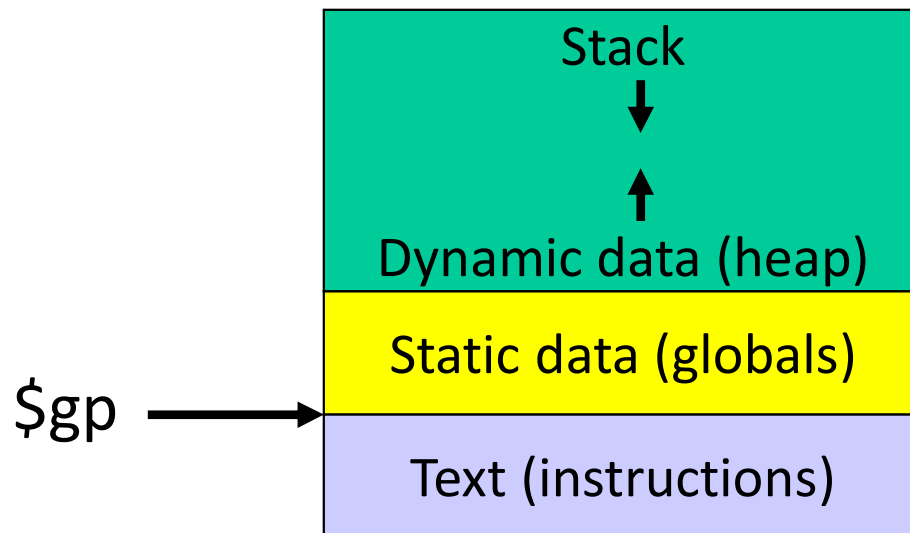 Stack
Dynamic data (heap)
Static data (globals)
$gp
Text (instructions)